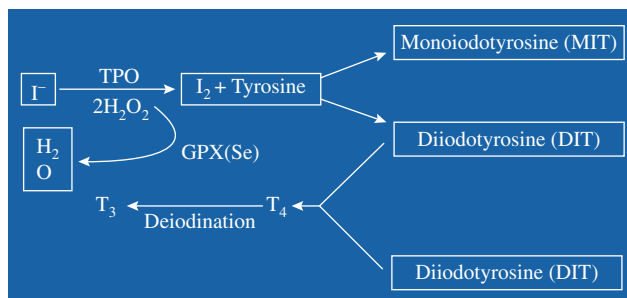 Monoiodotyrosine (MIT)
TPO
I⁻
I₂ + Tyrosine
2H₂O₂
Diiodotyrosine (DIT)
H₂
O
GPX(Se)
T₃
T₄
Deiodination
Diiodotyrosine (DIT)